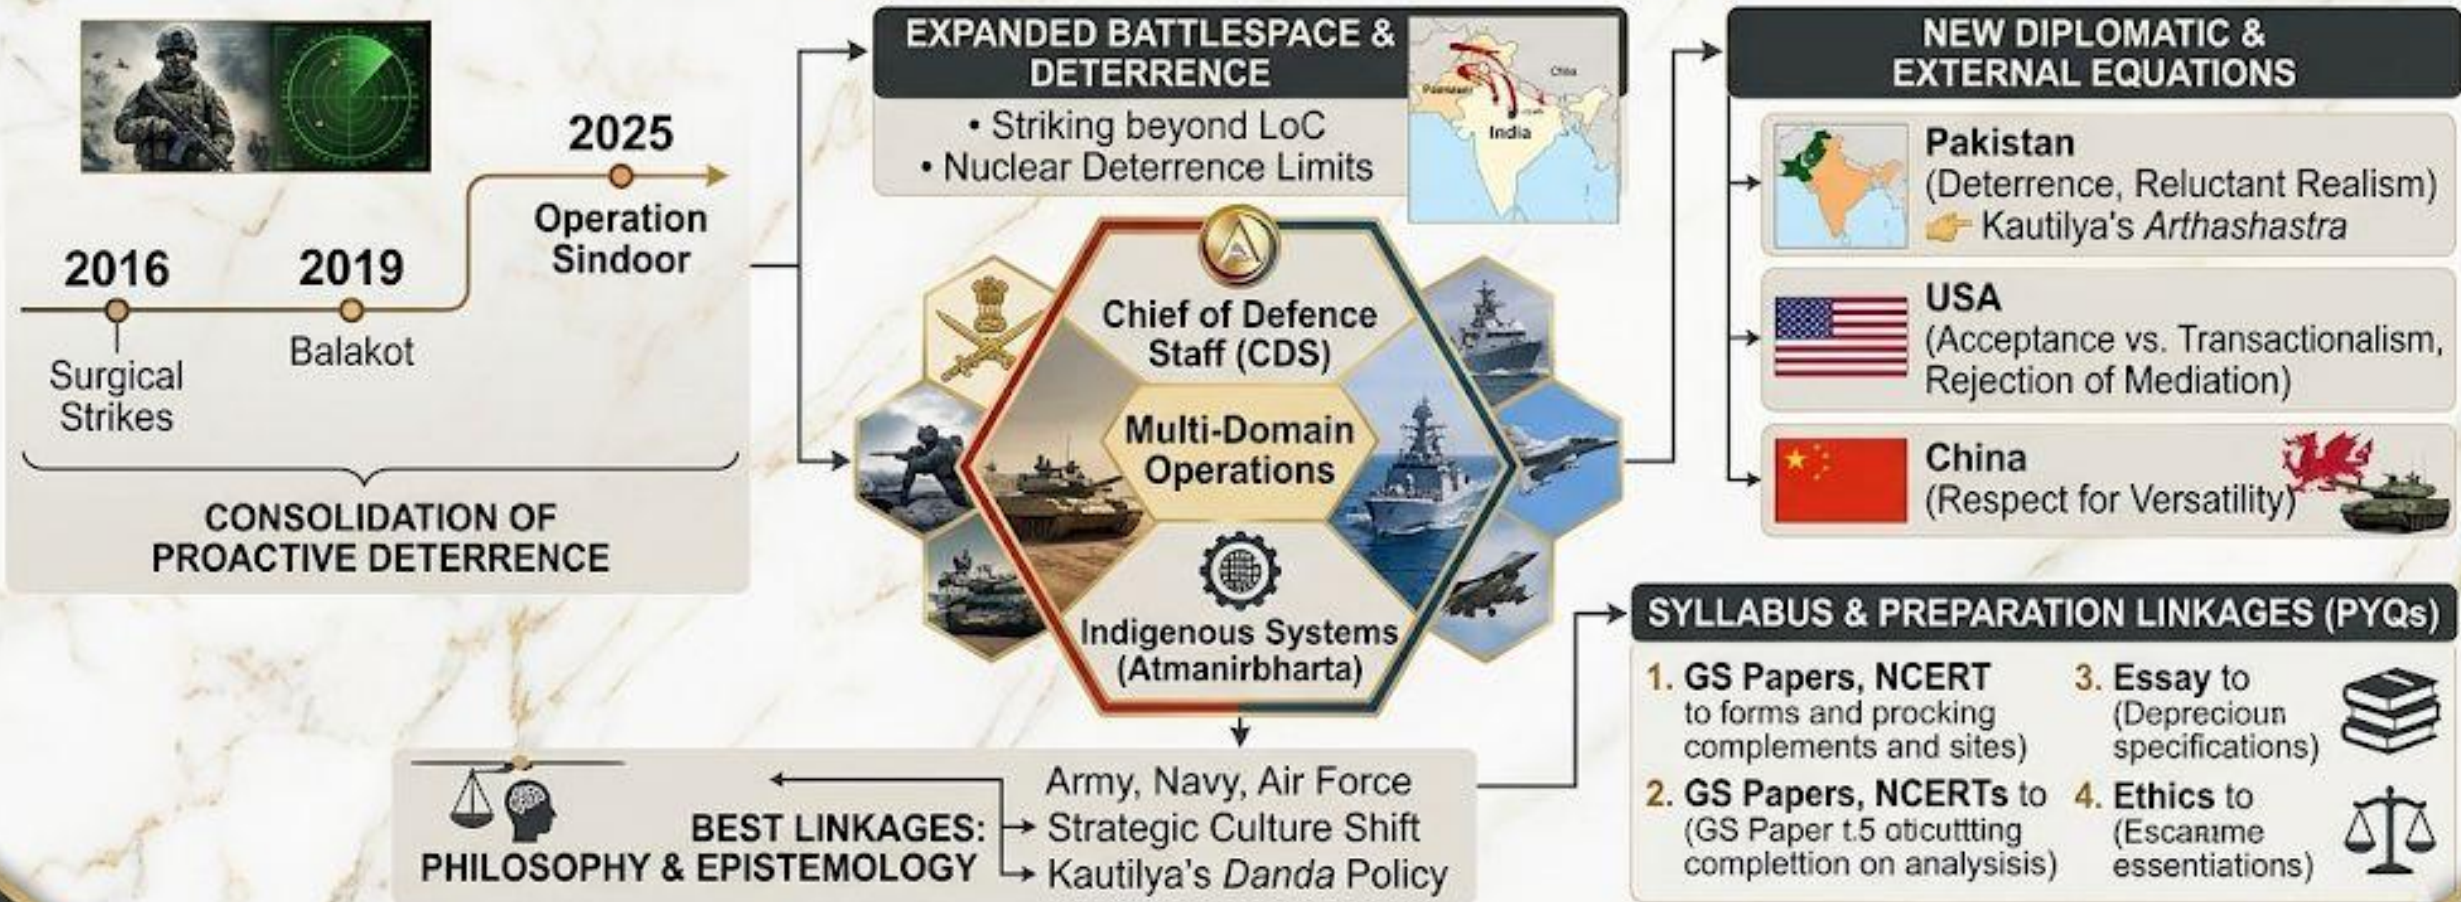 2016
Surgical
Strikes
2019
Balakot
2025
Operation
Sindoor
CONSOLIDATION OF
PROACTIVE DETERRENCE
EXPANDED BATTLESPACE &
DETERRENCE
• Striking beyond LoC
• Nuclear Deterrence Limits
India
Chief of Defence
Staff (CDS)
Multi-Domain
Operations
Indigenous Systems
(Atmanirbharta)
NEW DIPLOMATIC &
EXTERNAL EQUATIONS
Pakistan
(Deterrence, Reluctant Realism)
👉 Kautilya's Arthashastra
USA
(Acceptance vs. Transactionalism,
Rejection of Mediation)
China
(Respect for Versatility)
BEST LINKAGES:
PHILOSOPHY & EPISTEMOLOGY
Army, Navy, Air Force
Strategic Culture Shift
Kautilya's Danda Policy
SYLLABUS & PREPARATION LINKAGES (PYQs)
1. GS Papers, NCERT
to forms and procking
complements and sites)
2. GS Papers, NCERTs to
(GS Paper t.5 oticuttting
complettion on analysisis)
3. Essay to
(Deprecioun
specifications)
4. Ethics to
(Escanıme
essentiations)